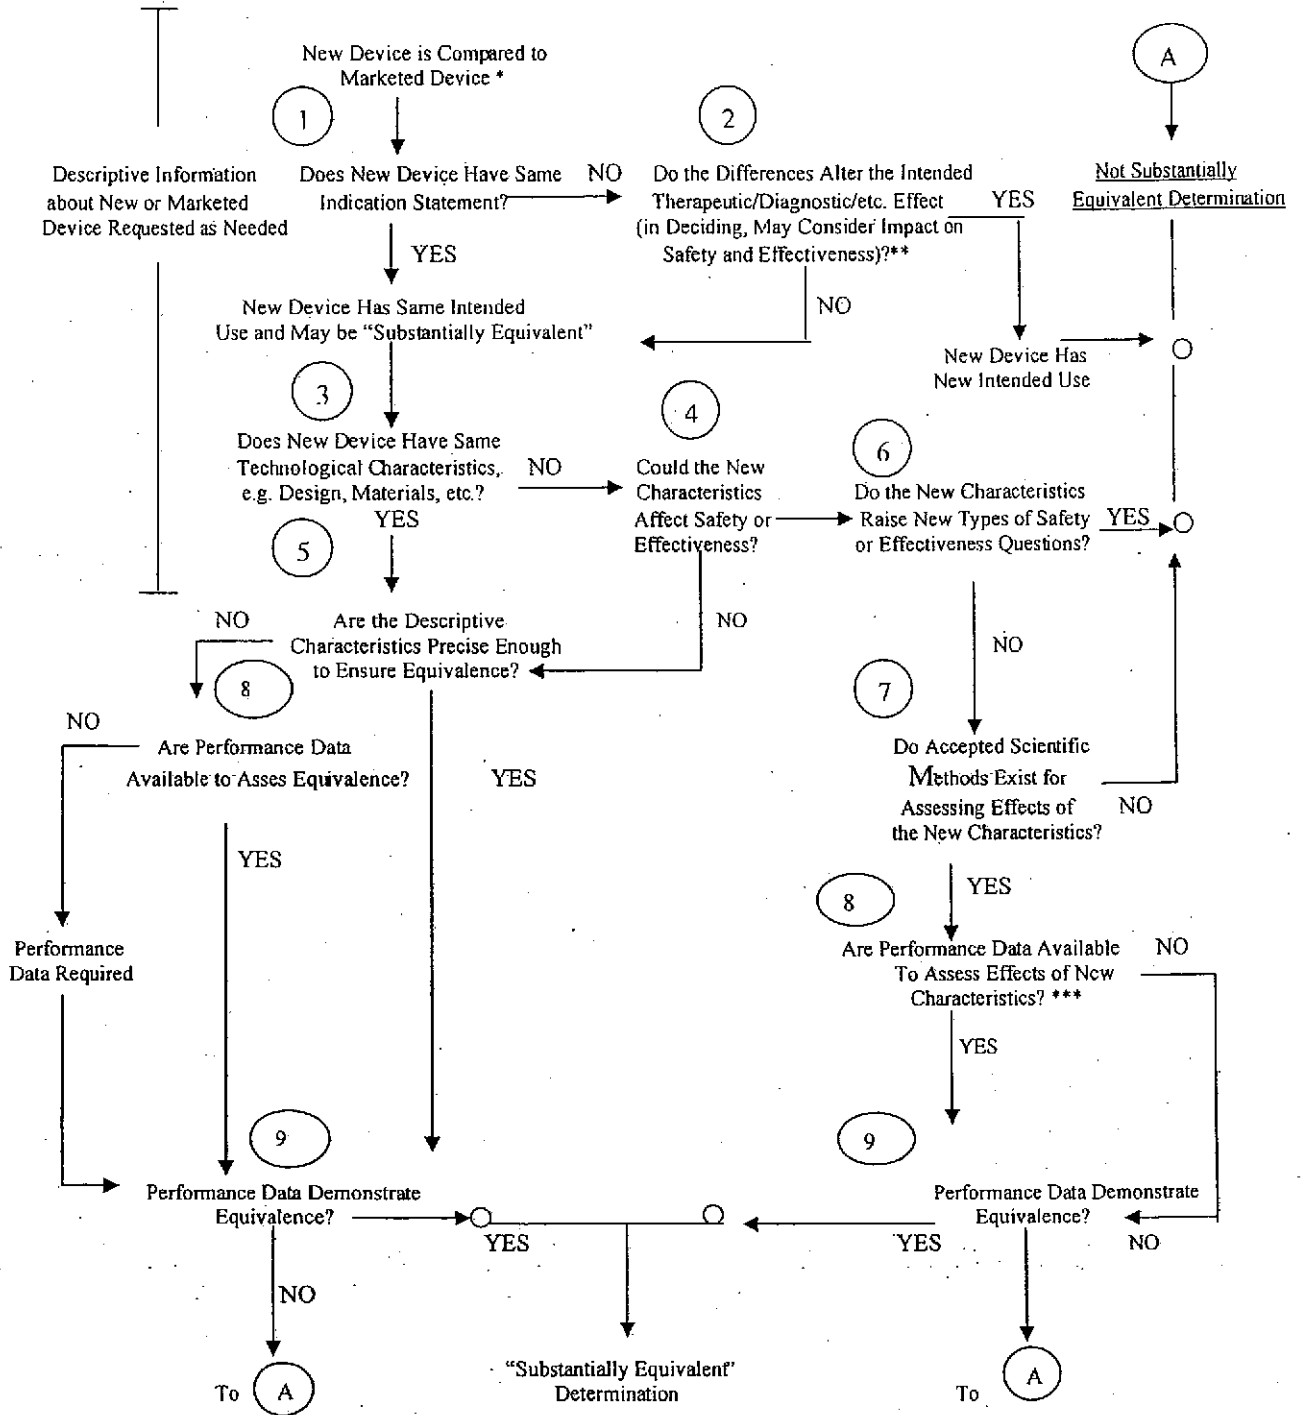 New Device is Compared to
Marketed Device *
A
1
2
Descriptive Information
about New or Marketed
Device Requested as Needed
Does New Device Have Same
Indication Statement?
NO
Do the Differences Alter the Intended
Therapeutic/Diagnostic/etc. Effect
(in Deciding, May Consider Impact on
Safety and Effectiveness)?**
YES
Not Substantially
Equivalent Determination
YES
NO
New Device Has Same Intended
Use and May be “Substantially Equivalent”
New Device Has
New Intended Use
3
4
6
Does New Device Have Same
Technological Characteristics,
e.g. Design, Materials, etc.?
NO
YES
Could the New
Characteristics
Affect Safety or
Effectiveness?
Do the New Characteristics
Raise New Types of Safety
or Effectiveness Questions?
YES
5
NO
Are the Descriptive
Characteristics Precise Enough
to Ensure Equivalence?
NO
NO
8
7
NO
Are Performance Data
Available to Asses Equivalence?
YES
Do Accepted Scientific
Methods Exist for
Assessing Effects of
the New Characteristics?
NO
YES
YES
8
Performance
Data Required
Are Performance Data Available
To Assess Effects of New
Characteristics? ***
NO
YES
9
9
Performance Data Demonstrate
Equivalence?
YES
Performance Data Demonstrate
Equivalence?
YES
NO
NO
To
A
“Substantially Equivalent”
Determination
To
A